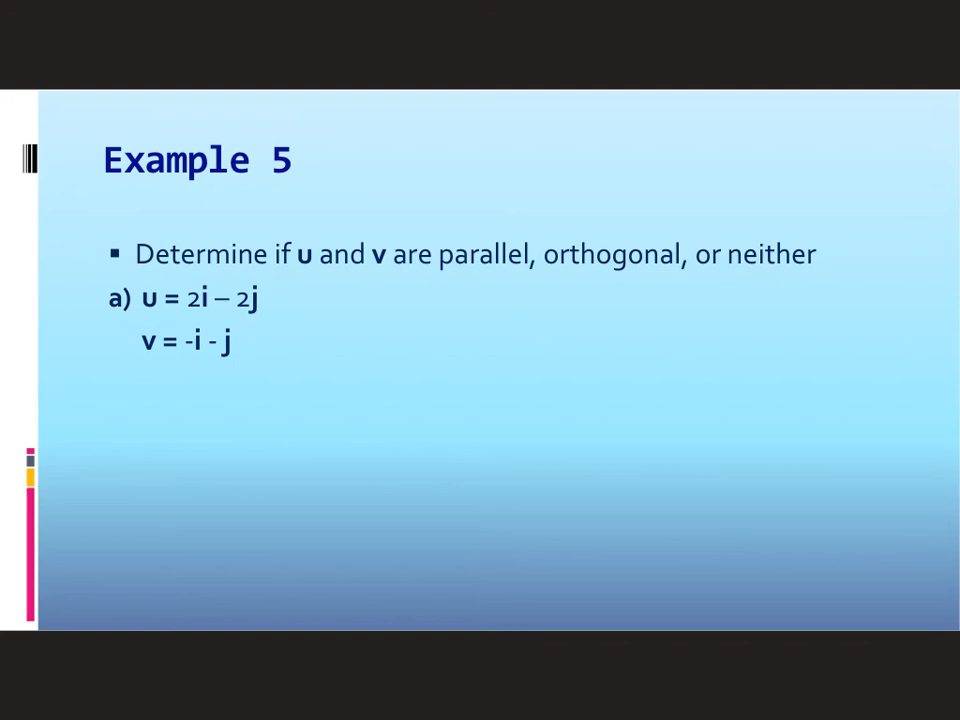 Example 5
▪ Determine if u and v are parallel, orthogonal, or neither
a) u = 2i – 2j
v = -i - j